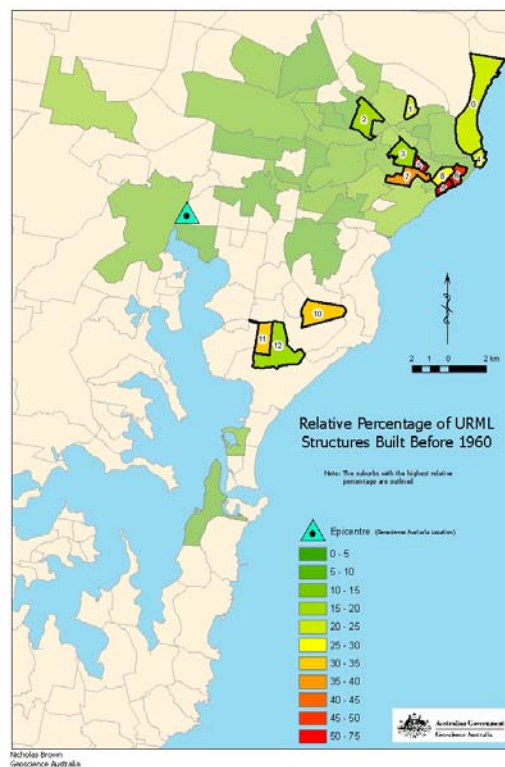 0
1
2
3
4
7
10
11
12
2 1 0 2 km
Relative Percentage of URML
Structures Built Before 1960
Note: The suburbs with the highest relative
percentage are outlined
Epicentre (Geoscience Australia Location)
0 - 5
5 - 10
10 - 15
15 - 20
20 - 25
25 - 30
30 - 35
35 - 40
40 - 45
45 - 50
50 - 75
Australian Government
Geoscience Australia
Nicholas Brown
Geoscience Australia